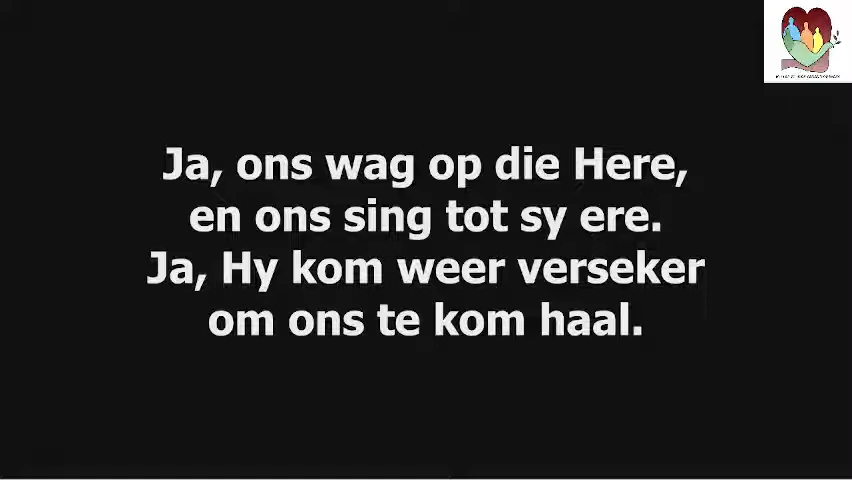 Ja, ons wag op die Here,
en ons sing tot sy ere.
Ja, Hy kom weer verseker
om ons te kom haal.